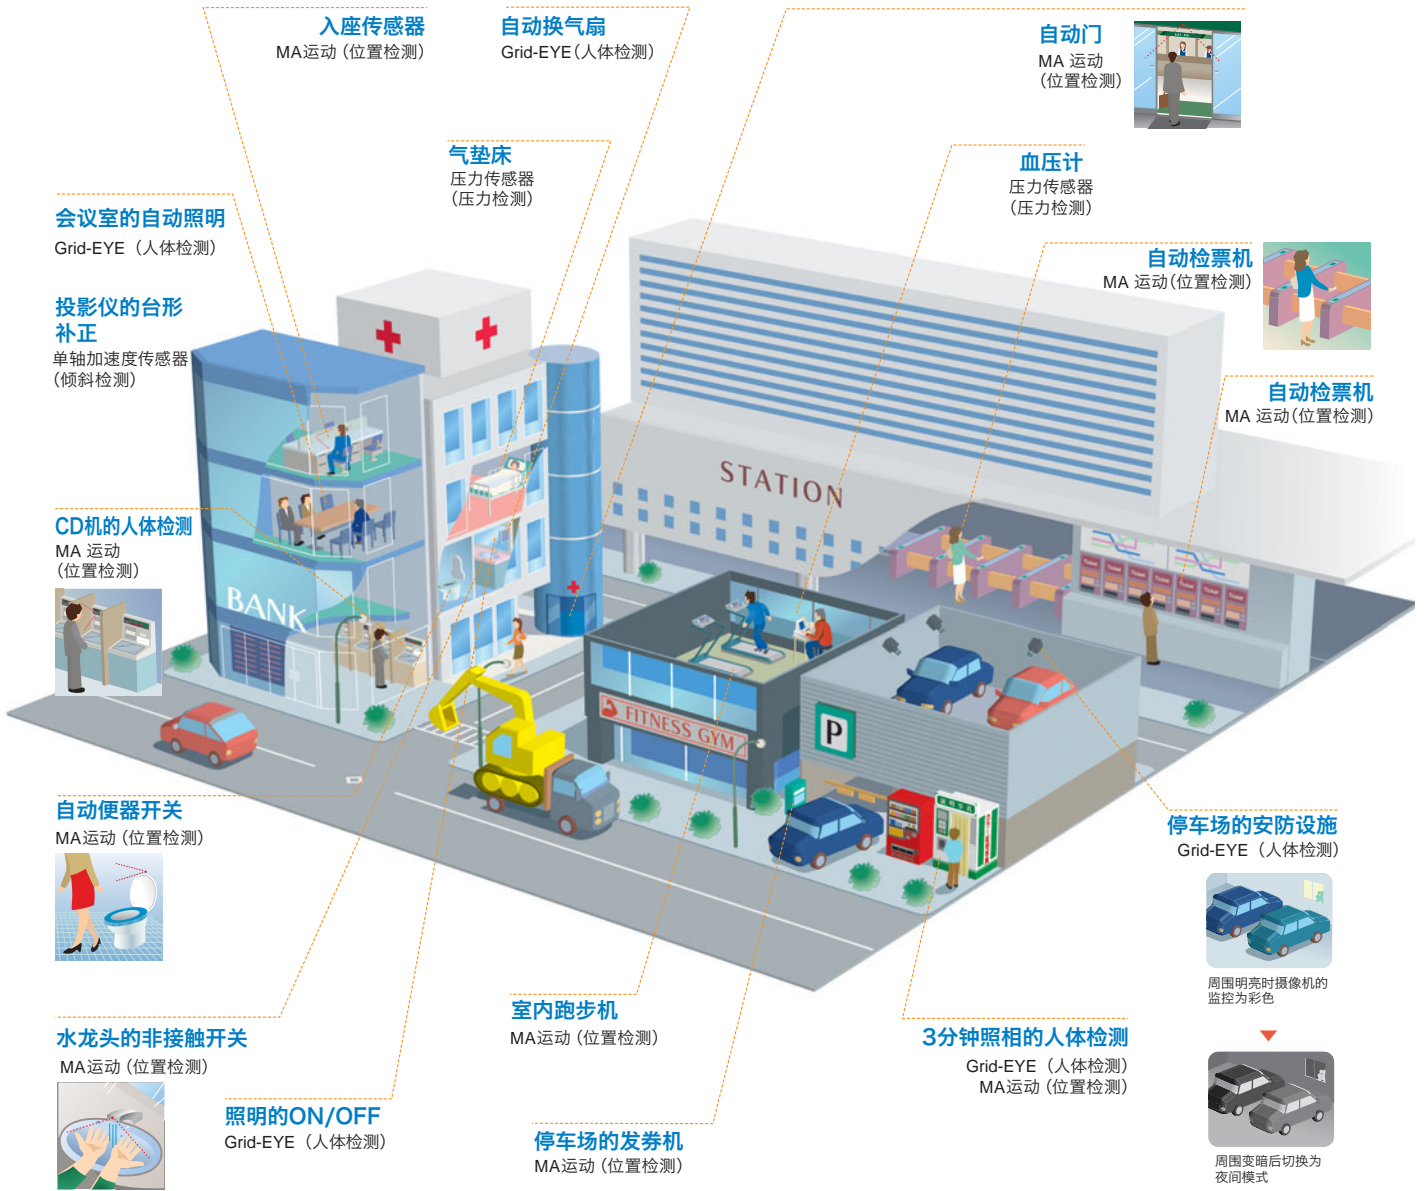 入座传感器
MA运动（位置检测）
自动换气扇
Grid-EYE（人体检测）
自动门
MA 运动
（位置检测）
气垫床
压力传感器
（压力检测）
血压计
压力传感器
（压力检测）
会议室的自动照明
Grid-EYE（人体检测）
自动检票机
MA 运动（位置检测）
投影仪的台形
补正
单轴加速度传感器
（倾斜检测）
自动检票机
MA 运动（位置检测）
STATION
CD机的人体检测
MA 运动
（位置检测）
BANK
Ticket
Ticket
Ticket
Ticket
Ticket
Ticket
Ticket
FITNESS GYM
P
自动便器开关
MA运动（位置检测）
停车场的安防设施
Grid-EYE（人体检测）
周围明亮时摄像机的
监控为彩色
室内跑步机
MA运动（位置检测）
3分钟照相的人体检测
Grid-EYE（人体检测）
MA运动（位置检测）
水龙头的非接触开关
MA运动（位置检测）
照明的ON/OFF
Grid-EYE（人体检测）
停车场的发券机
MA运动（位置检测）
周围变暗后切换为
夜间模式